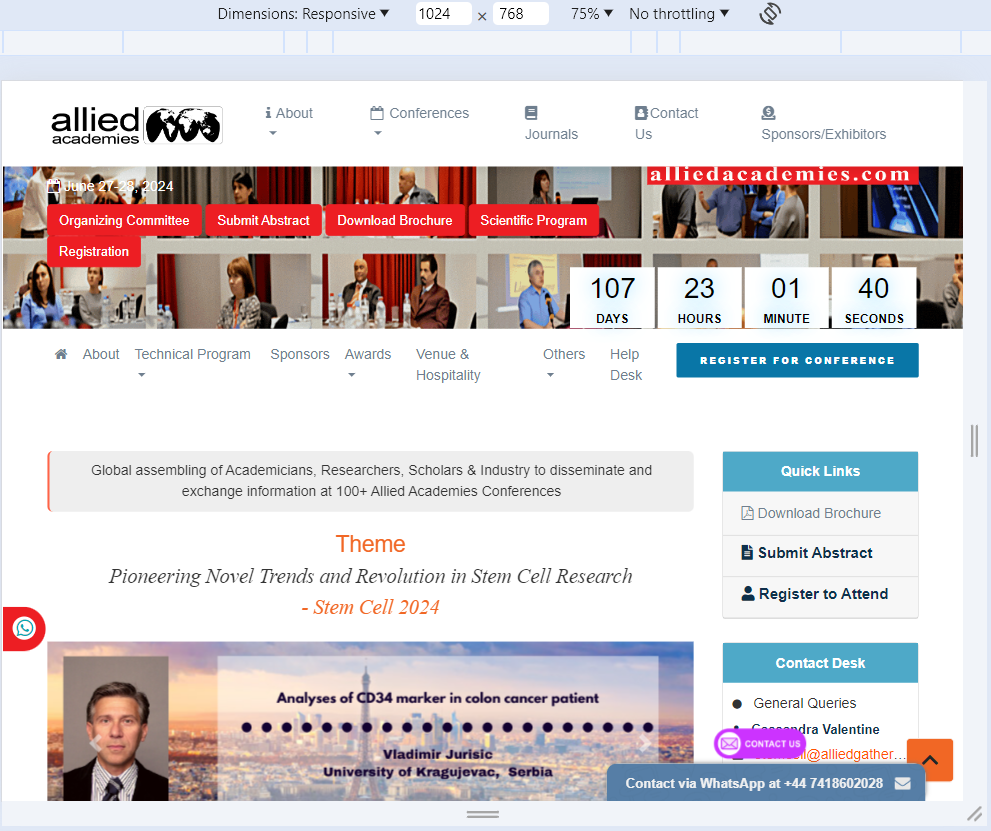 Dimensions: Responsive 1024 × 768 75% No throttling
allied
academies
About
Conferences
Journals
Contact
Us
Sponsors/Exhibitors
alliedacademies.com
June 27-28, 2024
Organizing Committee Submit Abstract Download Brochure Scientific Program
Registration
107 23 01 40
DAYS HOURS MINUTE SECONDS
About
Technical Program
Sponsors
Awards
Venue &
Hospitality
Others
Help
Desk
REGISTER FOR CONFERENCE
Global assembling of Academicians, Researchers, Scholars & Industry to disseminate and
exchange information at 100+ Allied Academies Conferences
Theme
Pioneering Novel Trends and Revolution in Stem Cell Research
- Stem Cell 2024
Analyses of CD34 marker in colon cancer patient
Vladimir Jurisic
University of Kragujevac, Serbia
Quick Links
Download Brochure
Submit Abstract
Register to Attend
Contact Desk
General Queries
Valentine
@alliedgather...
CONTACT US
Contact via WhatsApp at +44 7418602028